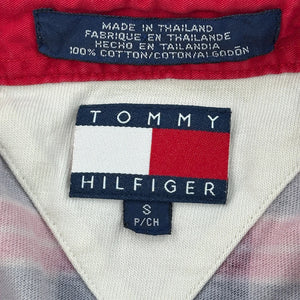 MADE IN THAILAND
FABRIQUE EN THAILANDE
HECHO EN TAILANDIA
100% COTTON/COTON/ALGODÓN
TOMMY
HILFIGER
S
P/CH